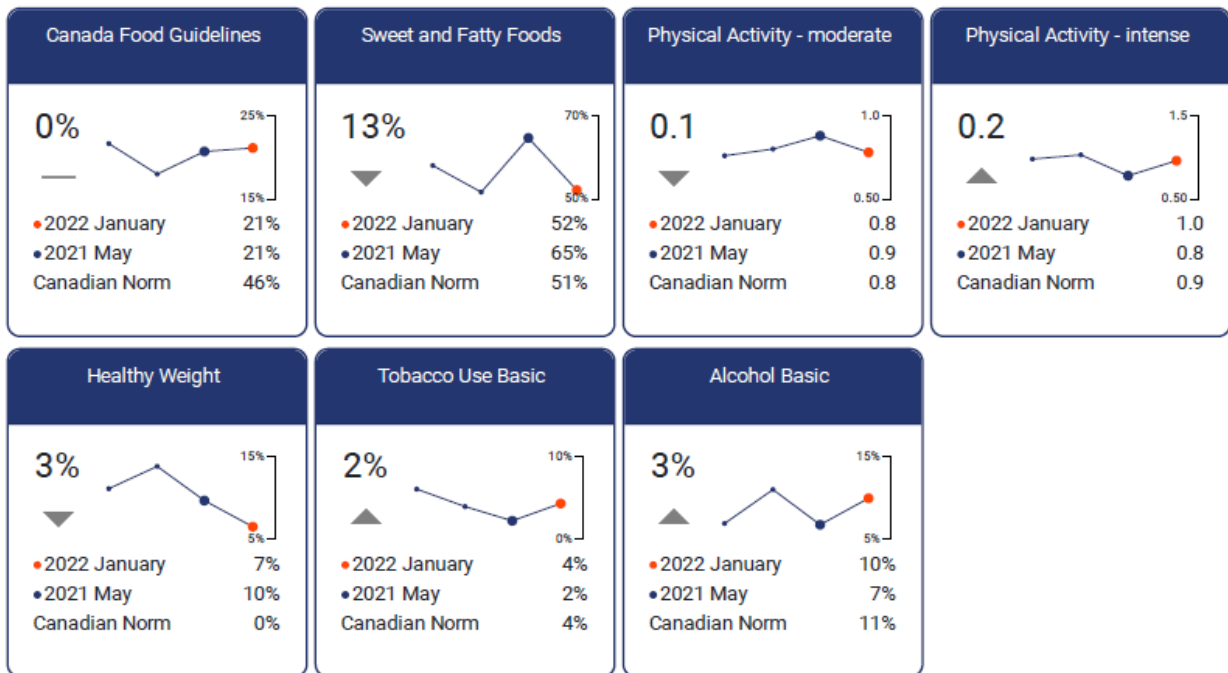 Canada Food Guidelines
0%
25%
15%
2022 January 21%
2021 May 21%
Canadian Norm 46%
Sweet and Fatty Foods
13%
70%
50%
2022 January 52%
2021 May 65%
Canadian Norm 51%
Physical Activity - moderate
0.1
1.0
0.50
2022 January 0.8
2021 May 0.9
Canadian Norm 0.8
Physical Activity - intense
0.2
1.5
0.50
2022 January 1.0
2021 May 0.8
Canadian Norm 0.9
Healthy Weight
3%
15%
5%
2022 January 7%
2021 May 10%
Canadian Norm 0%
Tobacco Use Basic
2%
10%
0%
2022 January 4%
2021 May 2%
Canadian Norm 4%
Alcohol Basic
3%
15%
5%
2022 January 10%
2021 May 7%
Canadian Norm 11%